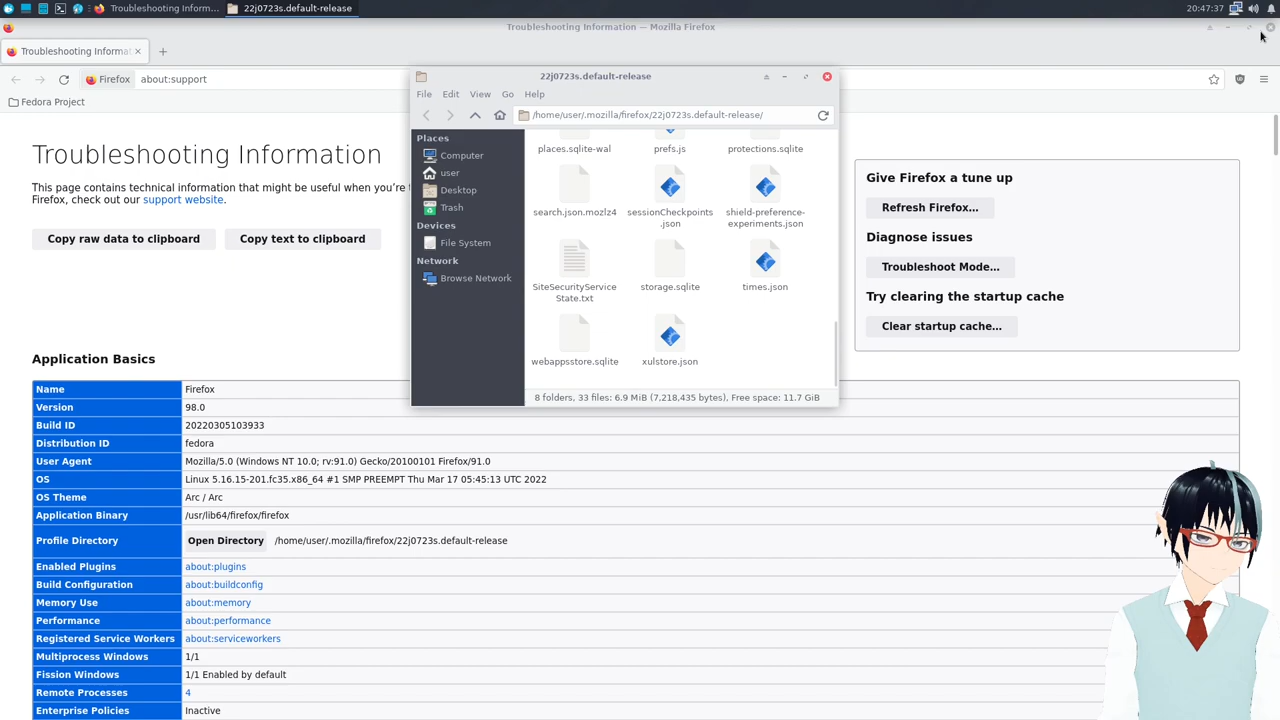 Troubleshooting Inform...
22j0723s.default-release
20:47:37
Troubleshooting Information — Mozilla Firefox
Troubleshooting Informat
Firefox
about:support
Fedora Project
Troubleshooting Information
This page contains technical information that might be useful when you're t
Firefox, check out our support website.
Copy raw data to clipboard
Copy text to clipboard
22j0723s.default-release
File Edit View Go Help
/home/user/.mozilla/firefox/22j0723s.default-release/
Places
Computer
user
Desktop
Trash
Devices
File System
Network
Browse Network
places.sqlite-wal
prefs.js
protections.sqlite
search.json.mozlz4
sessionCheckpoints
.json
shield-preference-
experiments.json
SiteSecurityService
State.txt
storage.sqlite
times.json
webappsstore.sqlite
xulstore.json
8 folders, 33 files: 6.9 MiB (7,218,435 bytes), Free space: 11.7 GiB
Give Firefox a tune up
Refresh Firefox...
Diagnose issues
Troubleshoot Mode...
Try clearing the startup cache
Clear startup cache...
Application Basics
Name Firefox
Version 98.0
Build ID 20220305103933
Distribution ID fedora
User Agent Mozilla/5.0 (Windows NT 10.0; rv:91.0) Gecko/20100101 Firefox/91.0
OS Linux 5.16.15-201.fc35.x86_64 #1 SMP PREEMPT Thu Mar 17 05:45:13 UTC 2022
OS Theme Arc / Arc
Application Binary /usr/lib64/firefox/firefox
Profile Directory Open Directory /home/user/.mozilla/firefox/22j0723s.default-release
Enabled Plugins about:plugins
Build Configuration about:buildconfig
Memory Use about:memory
Performance about:performance
Registered Service Workers about:serviceworkers
Multiprocess Windows 1/1
Fission Windows 1/1 Enabled by default
Remote Processes 4
Enterprise Policies Inactive